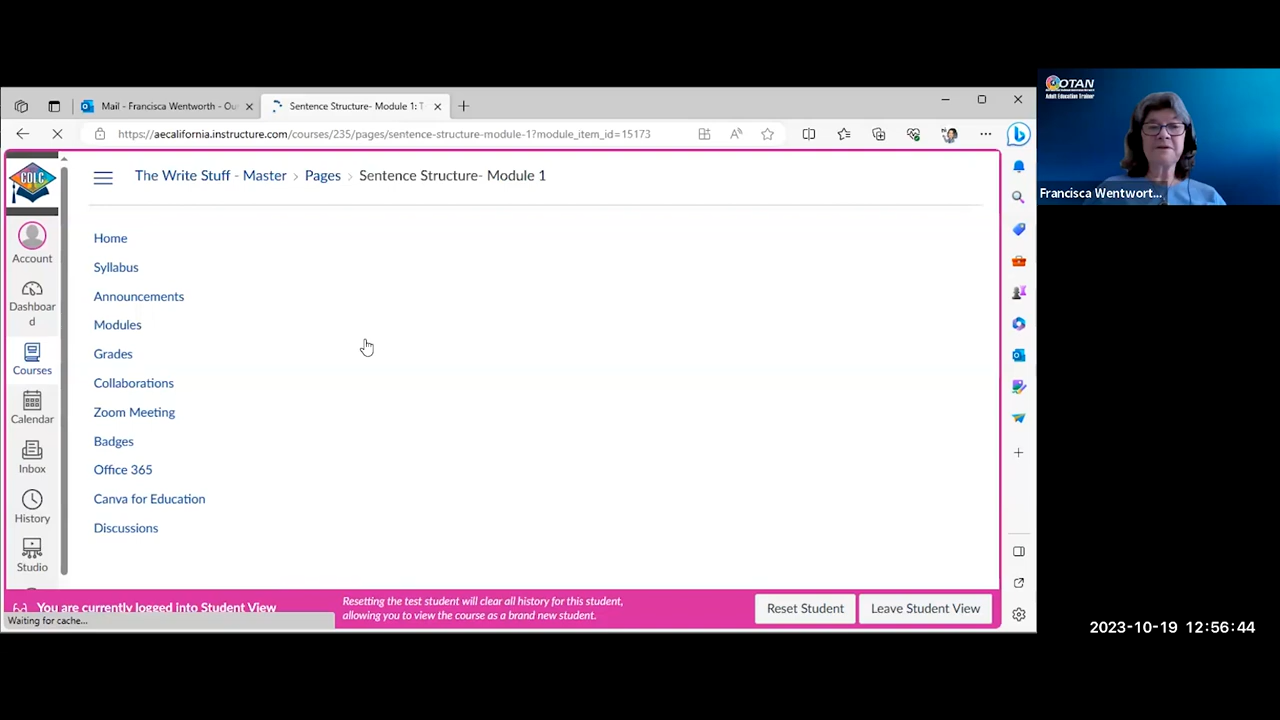 Mail - Francisca Wentworth - Ou
Sentence Structure- Module 1: T
https://aecalifornia.instructure.com/courses/235/pages/sentence-structure-module-1?module_item_id=15173
OTAN
Adult Education Trainer
Francisca Wentwort...
COLC
The Write Stuff - Master > Pages > Sentence Structure- Module 1
Account
Dashboar
d
Courses
Calendar
Inbox
History
Studio
Home
Syllabus
Announcements
Modules
Grades
Collaborations
Zoom Meeting
Badges
Office 365
Canva for Education
Discussions
You are currently logged into Student View
Resetting the test student will clear all history for this student,
allowing you to view the course as a brand new student.
Reset Student
Leave Student View
Waiting for cache...
2023-10-19 12:56:44